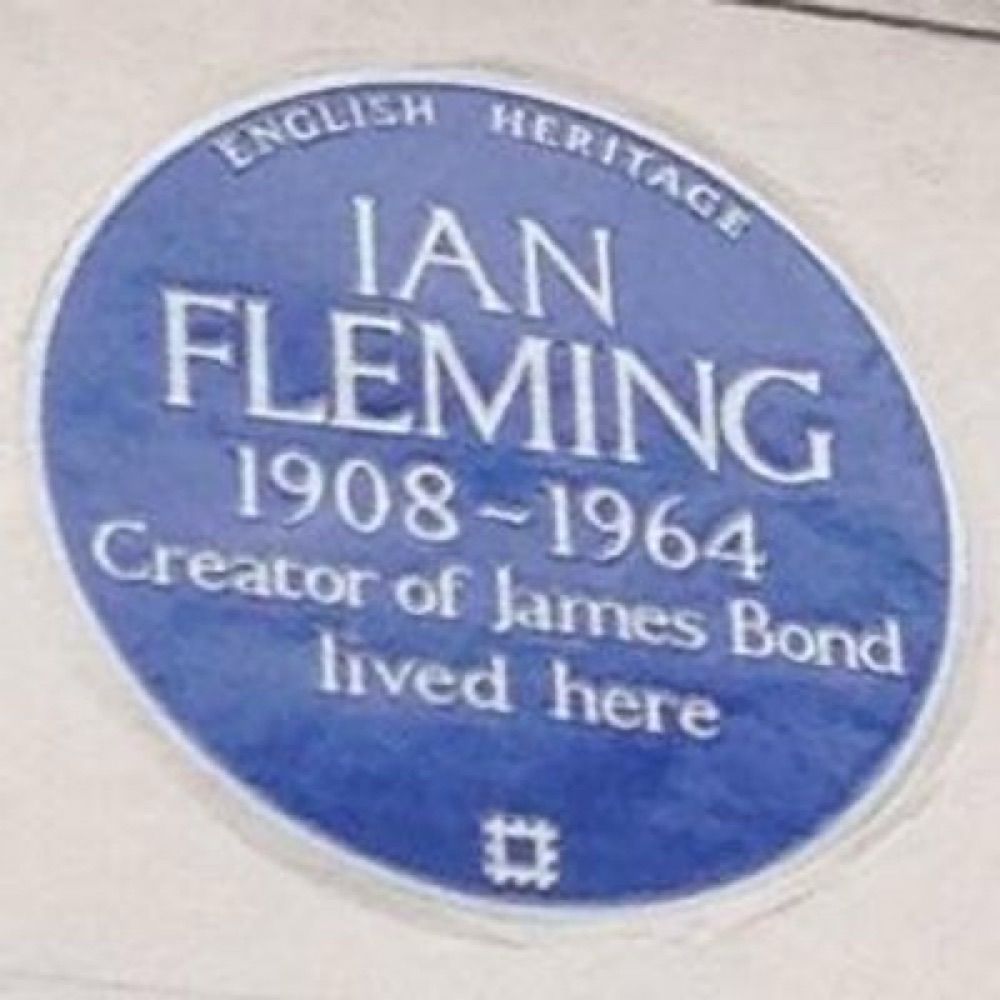 ENGLISH HERITAGE
IAN
FLEMING
1908~1964
Creator of James Bond
lived here